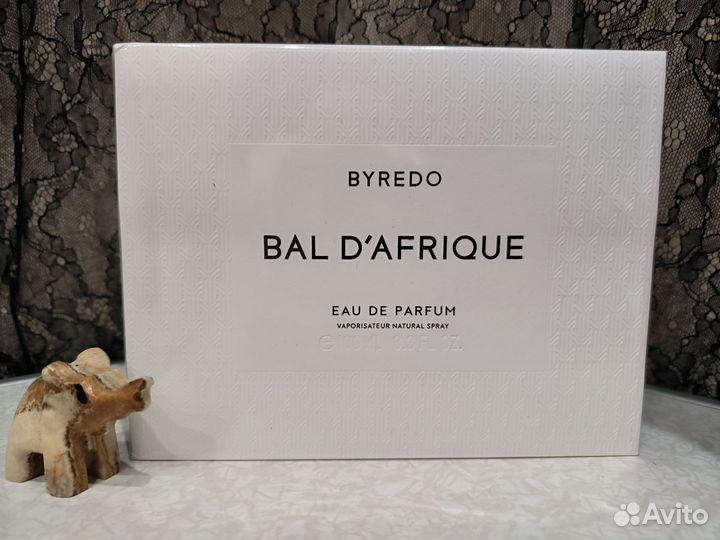 BYREDO
BAL D'AFRIQUE
EAU DE PARFUM
VAPORISATEUR NATURAL SPRAY
Avito